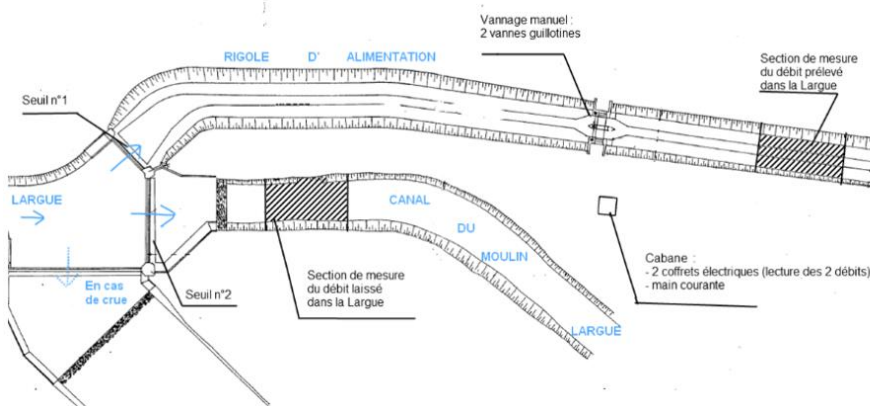 Vannage manuel :
2 vannes guillotines
RIGOLE D' ALIMENTATION
Section de mesure
du débit prélevé
dans la Largue
Seuil n°1
LARGUE
CANAL
DU
MOULIN
En cas
de crue
Seuil n°2
Section de mesure
du débit laissé
dans la Largue
Cabane :
- 2 coffrets électriques (lecture des 2 débits)
- main courante
LARGUE